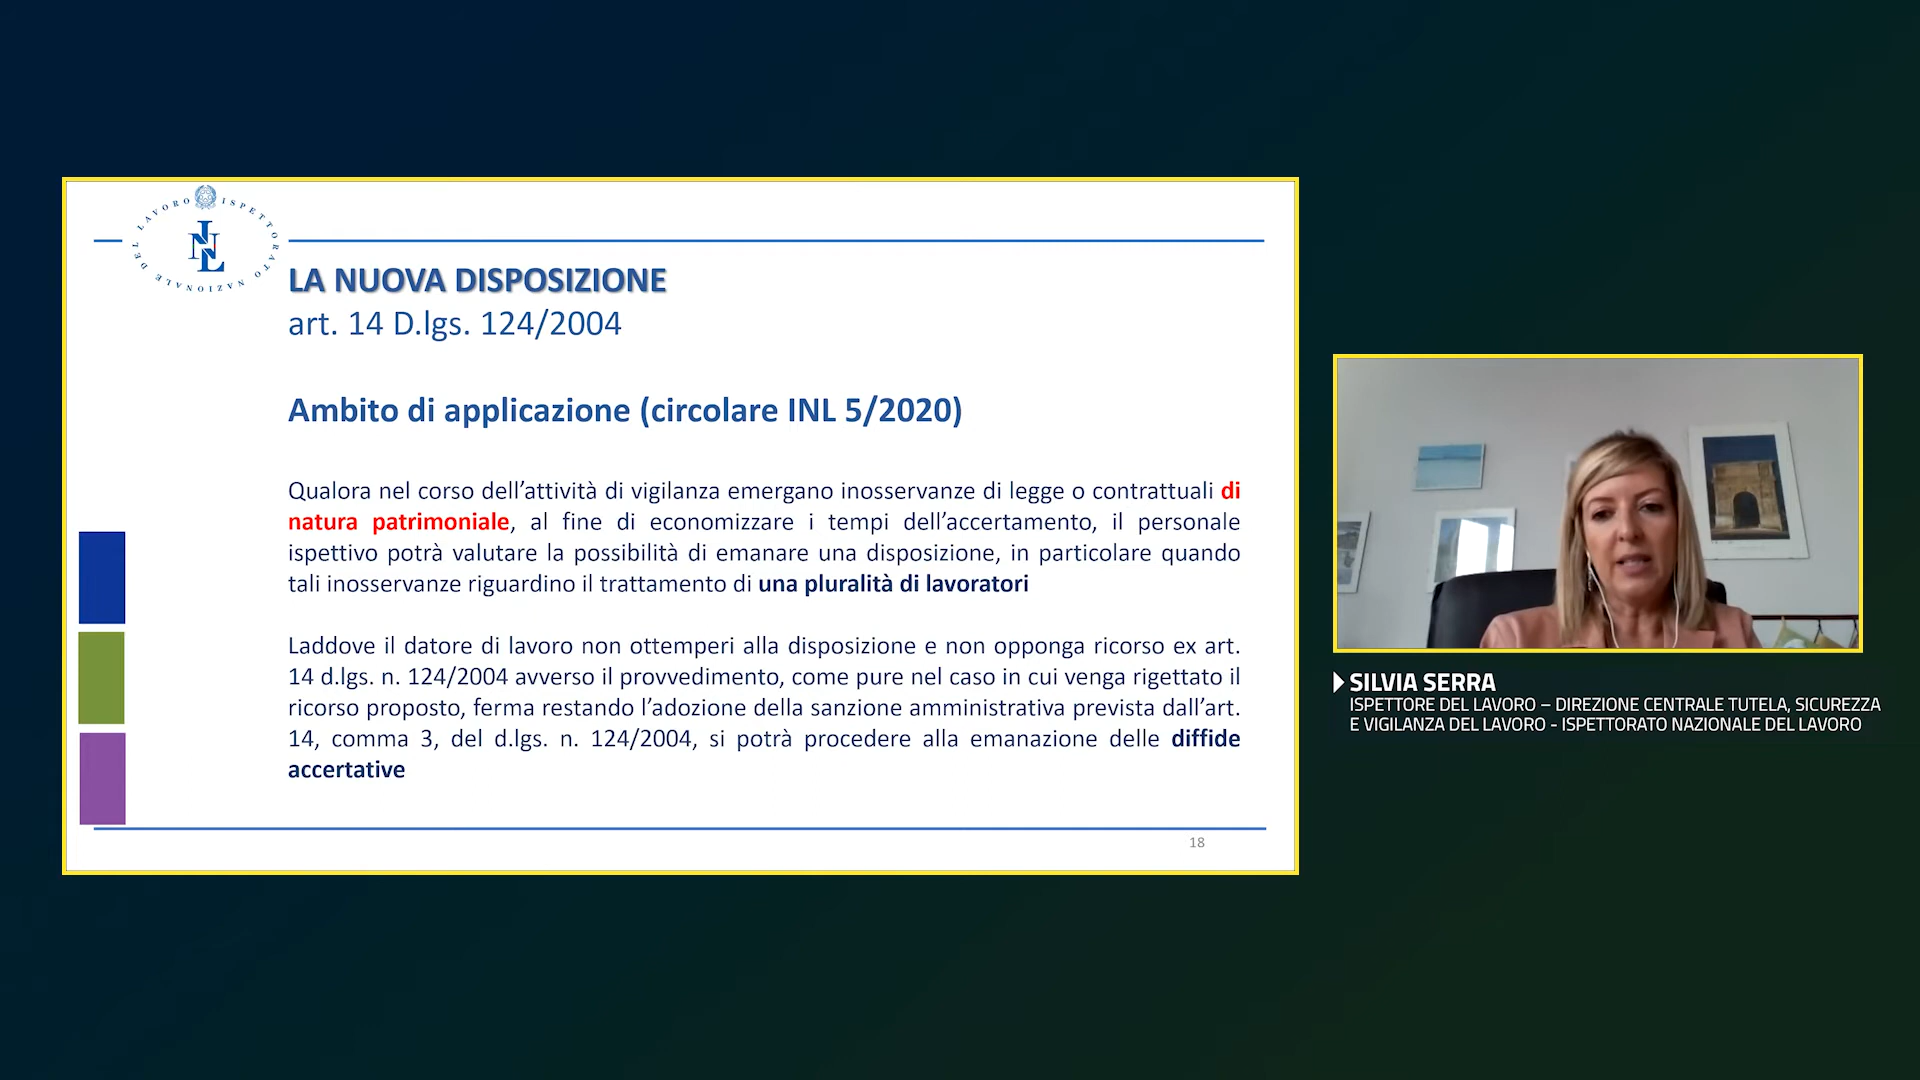 ISPETTORATO NAZIONALE DEL LAVORO
INL
LA NUOVA DISPOSIZIONE
art. 14 D.lgs. 124/2004
Ambito di applicazione (circolare INL 5/2020)
Qualora nel corso dell’attività di vigilanza emergano inosservanze di legge o contrattuali di
natura patrimoniale, al fine di economizzare i tempi dell’accertamento, il personale
ispettivo potrà valutare la possibilità di emanare una disposizione, in particolare quando
tali inosservanze riguardino il trattamento di una pluralità di lavoratori
Laddove il datore di lavoro non ottemperi alla disposizione e non opponga ricorso ex art.
14 d.lgs. n. 124/2004 avverso il provvedimento, come pure nel caso in cui venga rigettato il
ricorso proposto, ferma restando l’adozione della sanzione amministrativa prevista dall’art.
14, comma 3, del d.lgs. n. 124/2004, si potrà procedere alla emanazione delle diffide
accertative
18
SILVIA SERRA
ISPETTORE DEL LAVORO – DIREZIONE CENTRALE TUTELA, SICUREZZA
E VIGILANZA DEL LAVORO - ISPETTORATO NAZIONALE DEL LAVORO